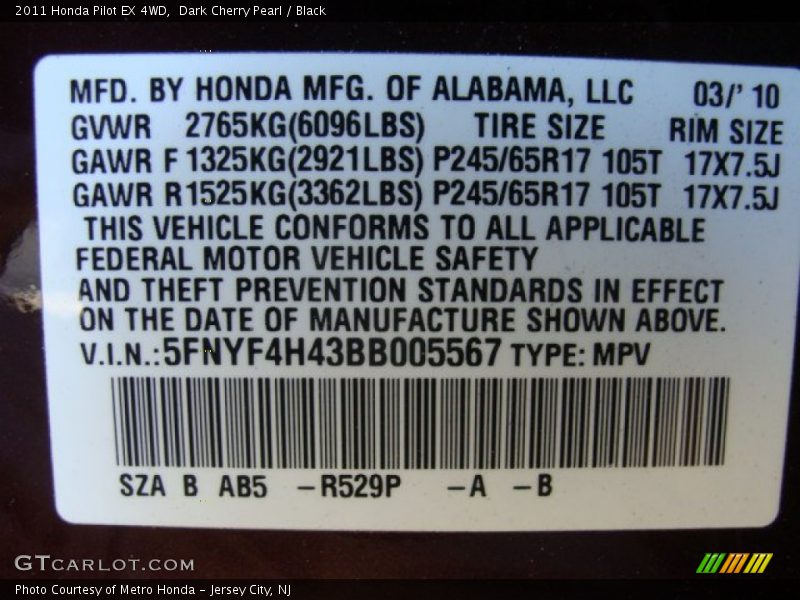 2011 Honda Pilot EX 4WD,  Dark Cherry Pearl / Black
MFD. BY HONDA MFG. OF ALABAMA, LLC 03/' 10
GVWR 2765KG(6096LBS) TIRE SIZE RIM SIZE
GAWR F 1325KG(2921LBS) P245/65R17 105T 17X7.5J
GAWR R1525KG(3362LBS) P245/65R17 105T 17X7.5J
THIS VEHICLE CONFORMS TO ALL APPLICABLE
FEDERAL MOTOR VEHICLE SAFETY
AND THEFT PREVENTION STANDARDS IN EFFECT
ON THE DATE OF MANUFACTURE SHOWN ABOVE.
V.I.N.:5FNYF4H43BB005567 TYPE: MPV
SZA B AB5 -R529P -A -B
GTCARLOT.COM
Photo Courtesy of Metro Honda - Jersey City, NJ